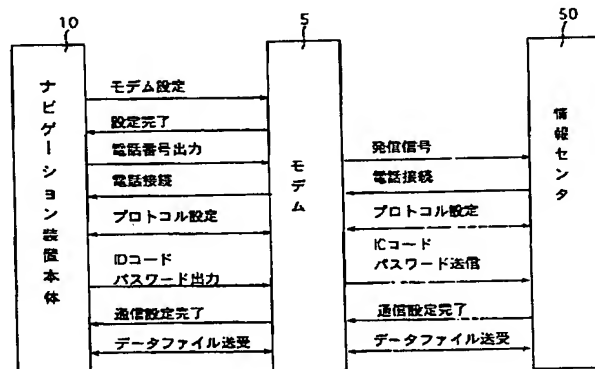 10
5
50
ナビゲーション装置本体
モデム
情報センタ
モデム設定
設定完了
電話番号出力
電話接続
プロトコル設定
IDコード
パスワード出力
通信設定完了
データファイル送受
発信信号
電話接続
プロトコル設定
ICコード
パスワード送信
通信設定完了
データファイル送受